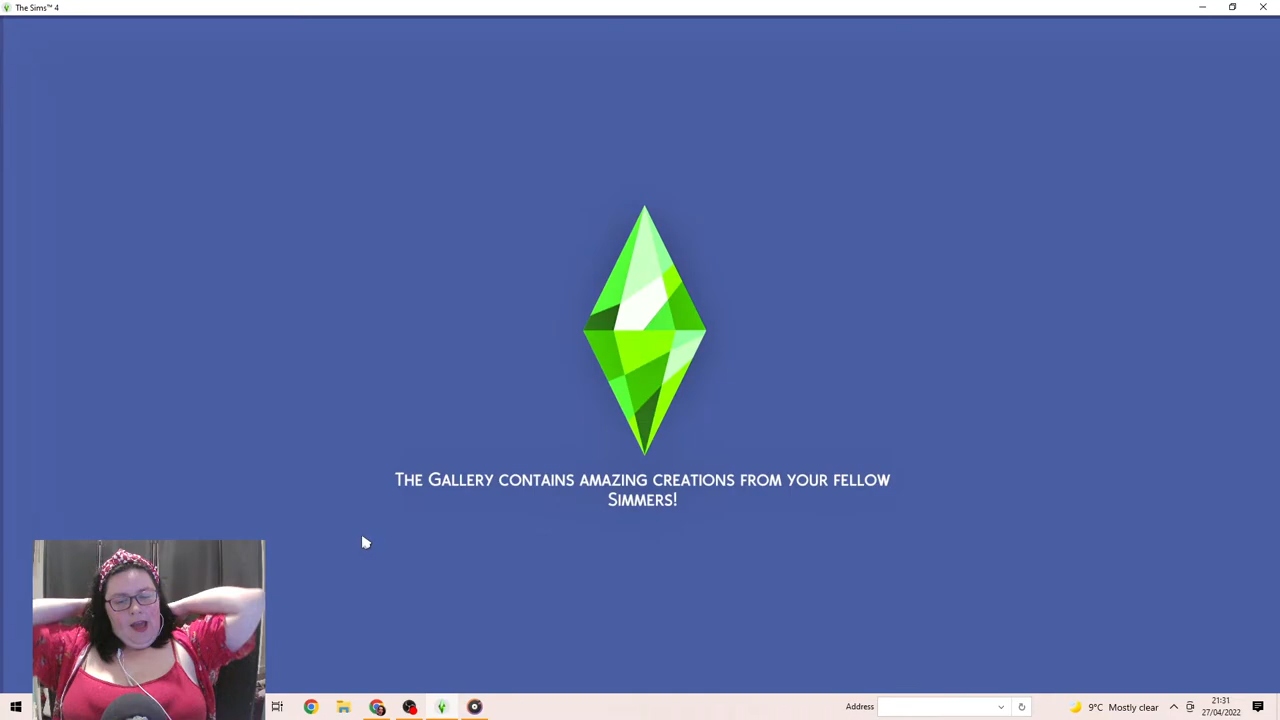 The Sims™ 4
THE GALLERY CONTAINS AMAZING CREATIONS FROM YOUR FELLOW
SIMMERS!
Address
9°C Mostly clear
21:31
27/04/2022